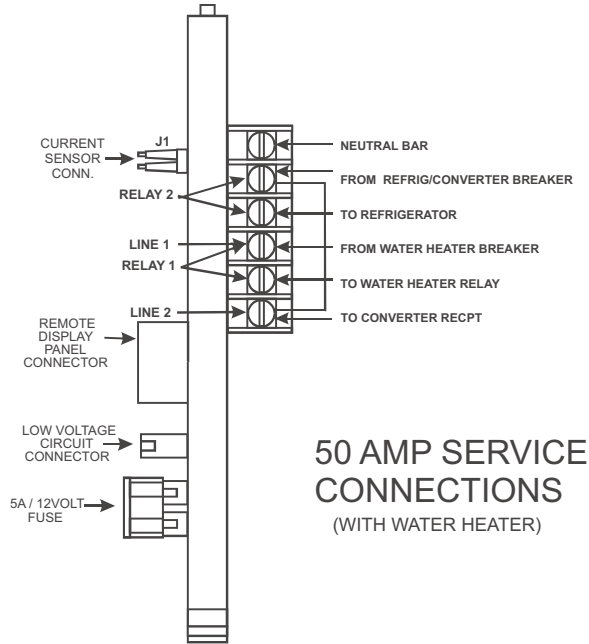 J1
CURRENT
SENSOR
CONN.
RELAY 2
LINE 1
RELAY 1
LINE 2
REMOTE
DISPLAY
PANEL
CONNECTOR
LOW VOLTAGE
CIRCUIT
CONNECTOR
5A / 12VOLT
FUSE
NEUTRAL BAR
FROM REFRIG/CONVERTER BREAKER
TO REFRIGERATOR
FROM WATER HEATER BREAKER
TO WATER HEATER RELAY
TO CONVERTER RECPT
50 AMP SERVICE
CONNECTIONS
(WITH WATER HEATER)